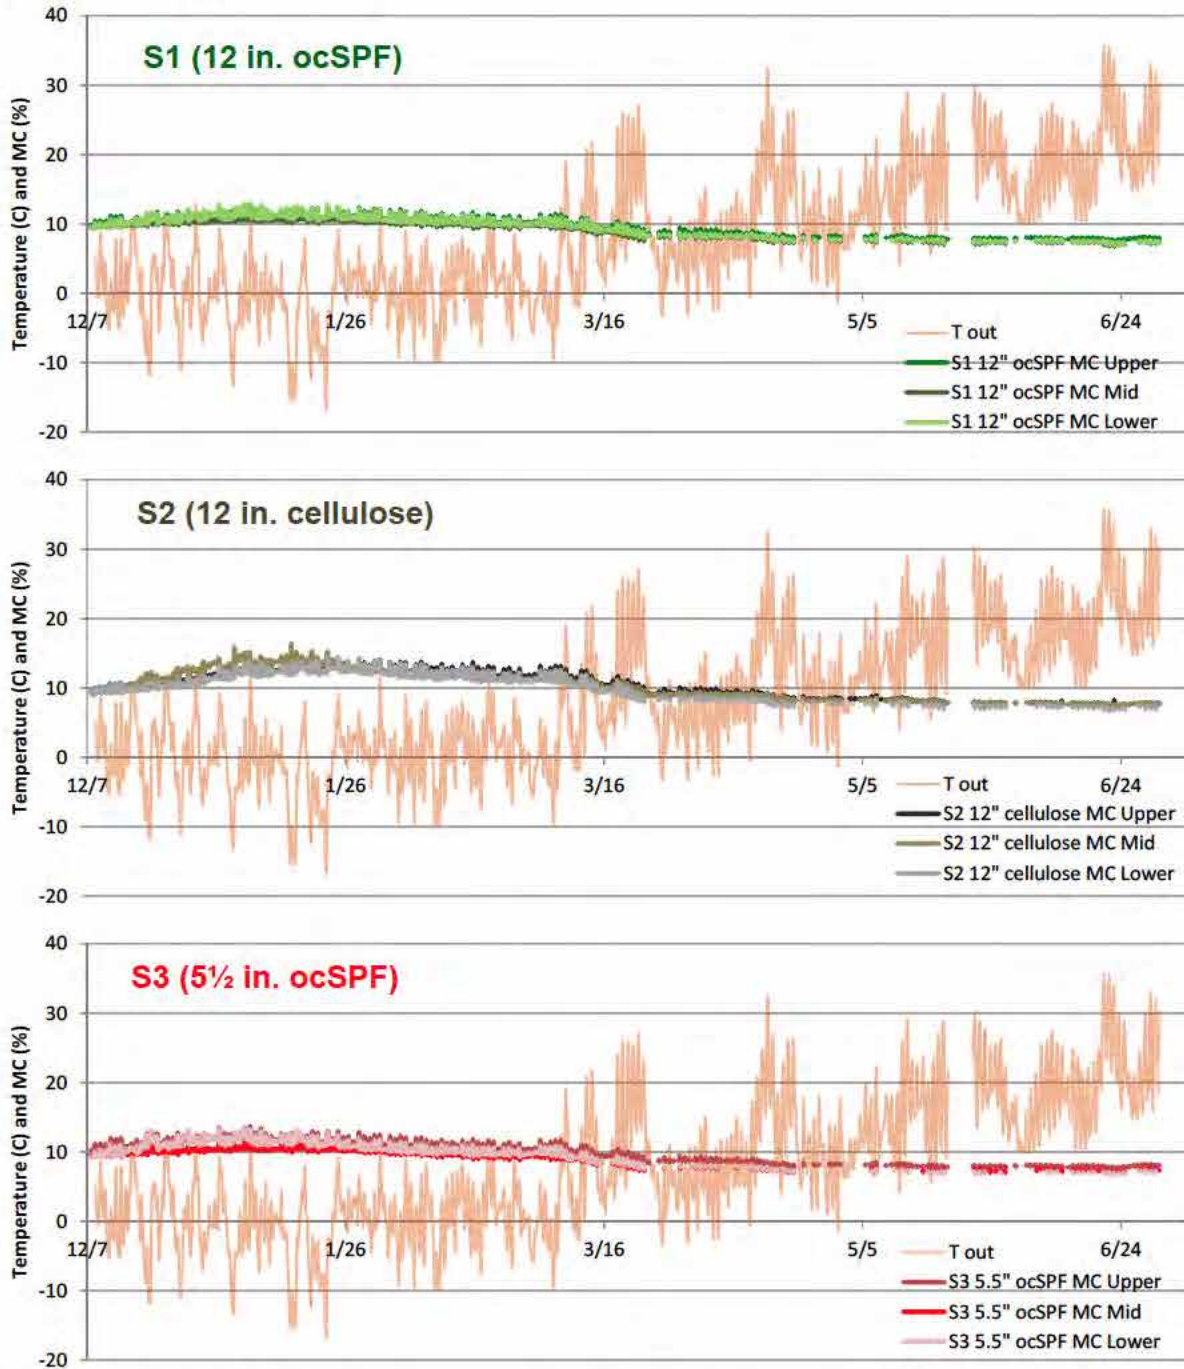 40
S1 (12 in. ocSPF)
30
20
10
0
12/7 1/26 3/16 5/5 6/24
-10
-20
Temperature (C) and MC (%)
T out
S1 12" ocSPF MC Upper
S1 12" ocSPF MC Mid
S1 12" ocSPF MC Lower
40
S2 (12 in. cellulose)
30
20
10
0
12/7 1/26 3/16 5/5 6/24
-10
-20
Temperature (C) and MC (%)
T out
S2 12" cellulose MC Upper
S2 12" cellulose MC Mid
S2 12" cellulose MC Lower
40
S3 (5½ in. ocSPF)
30
20
10
0
12/7 1/26 3/16 5/5 6/24
-10
-20
Temperature (C) and MC (%)
T out
S3 5.5" ocSPF MC Upper
S3 5.5" ocSPF MC Mid
S3 5.5" ocSPF MC Lower